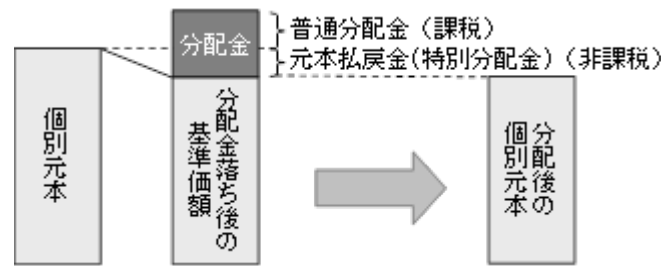 分配金
普通分配金（課税）
元本払戻金(特別分配金)（非課税）
個別元本
分配金落ち後の
基準価額
分配後の
個別元本